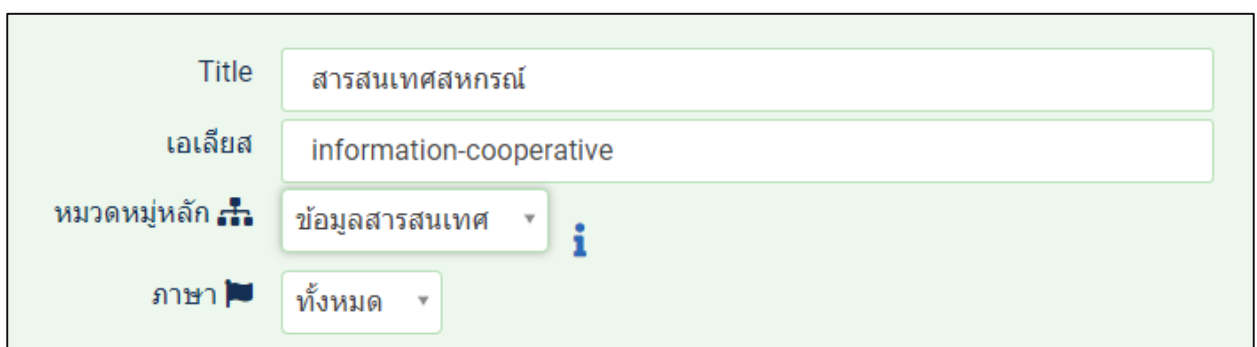 Title สารสนเทศสหกรณ์
เอเลียส information-cooperative
หมวดหมู่หลัก ข้อมูลสารสนเทศ
ภาษา ทั้งหมด